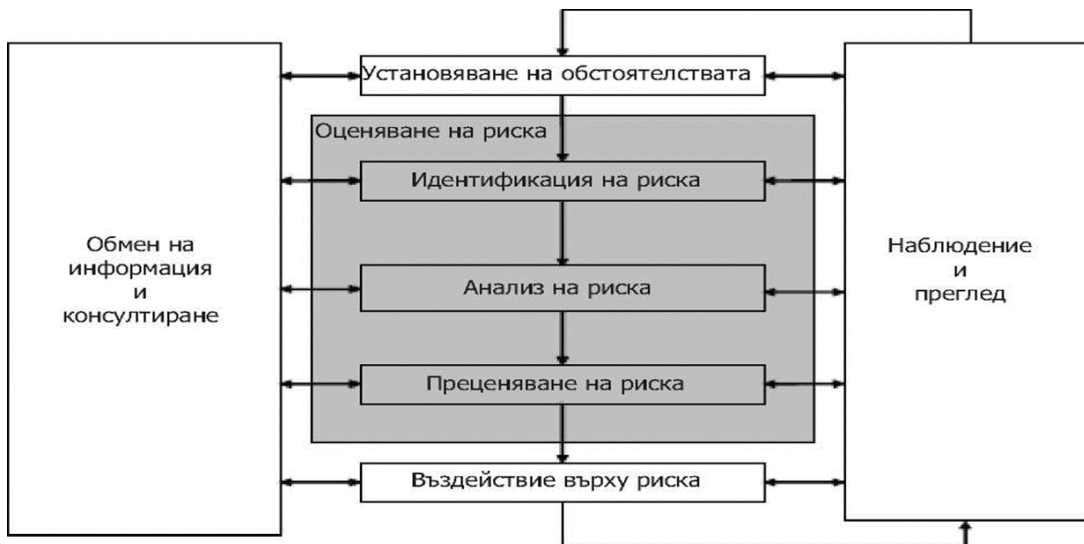 Обмен на
информация
и
консултиране
Установяване на обстоятелствата
Оценяване на риска
Идентификация на риска
Анализ на риска
Преценяване на риска
Въздействие върху риска
Наблюдение
и
преглед